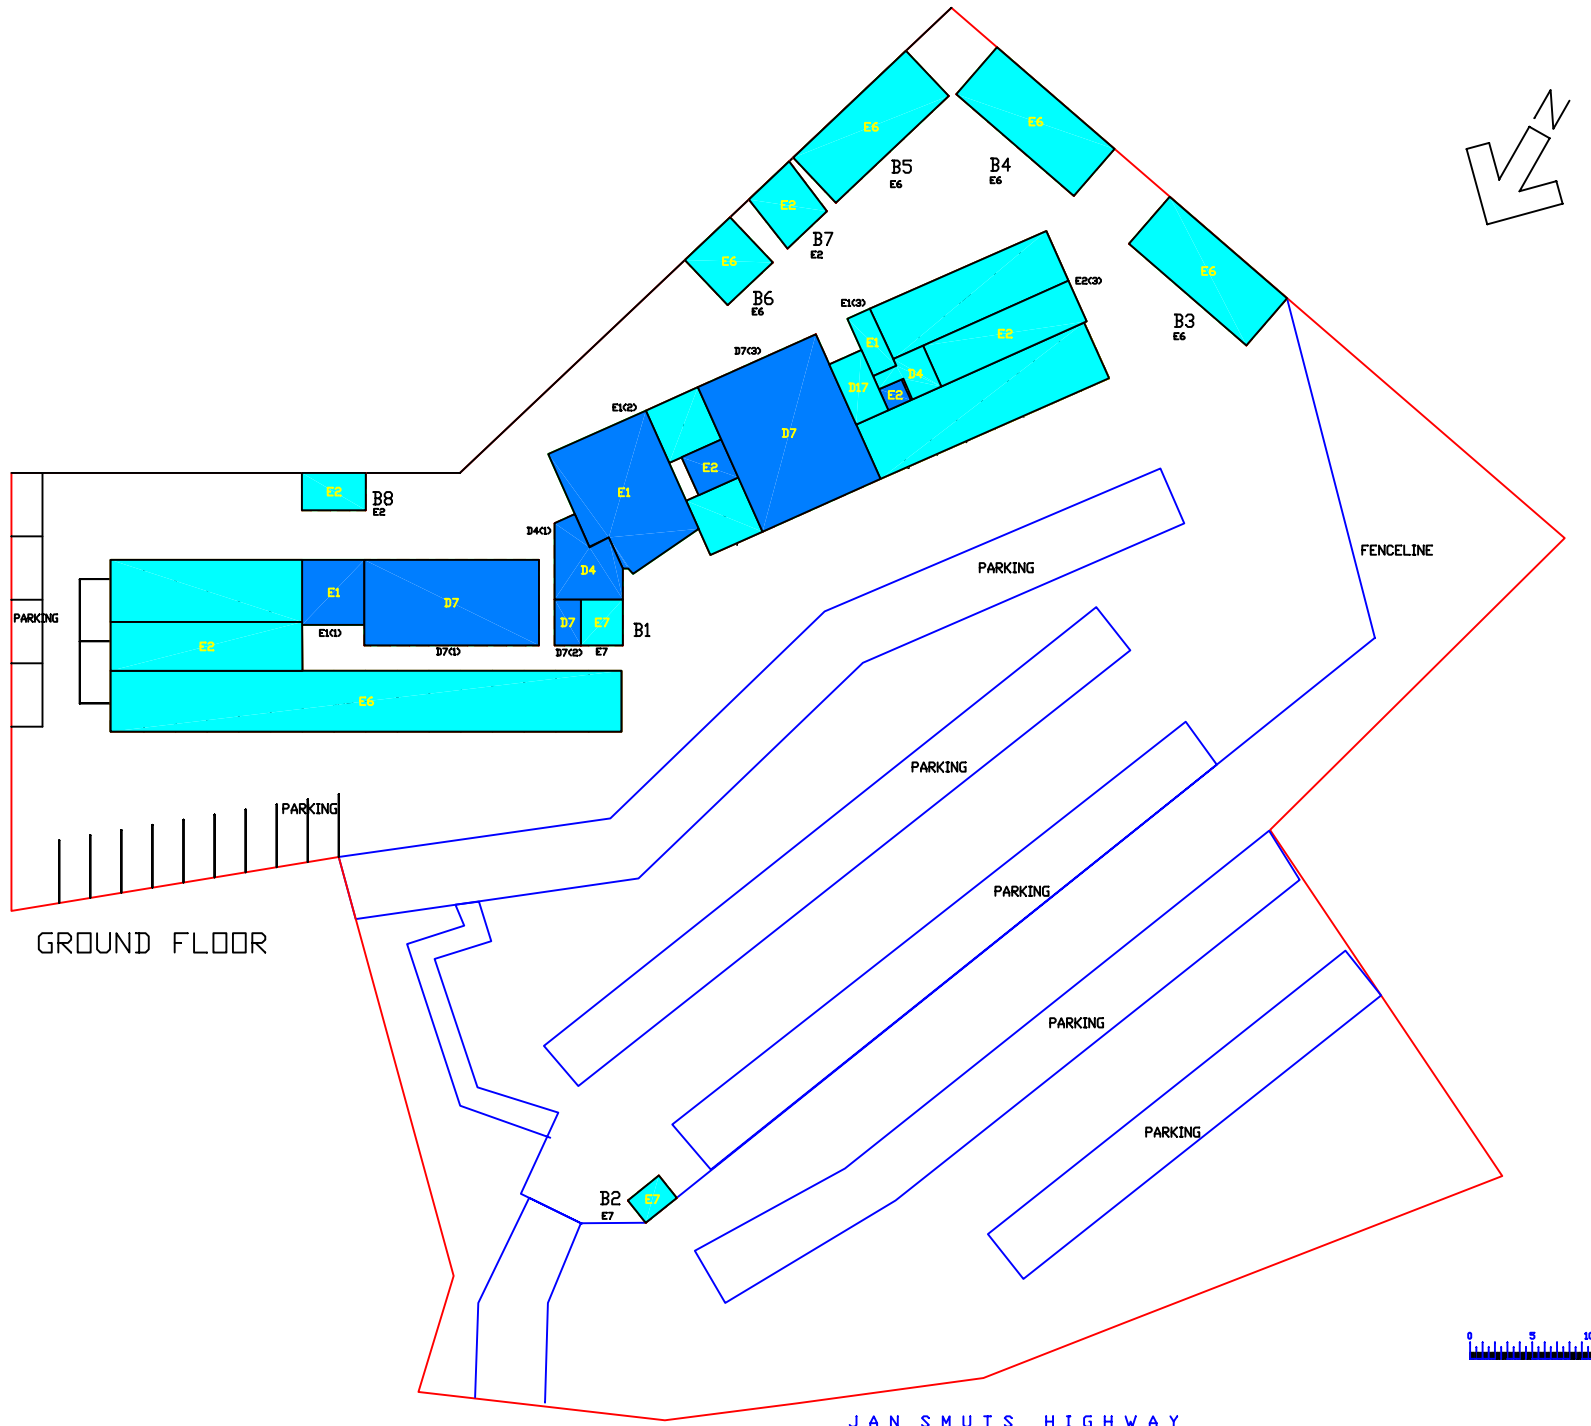 N
E6
B5
E6
E6
B4
E6
E2
B7
E2
E6
B6
E6
E6
B3
E6
E2(3)
E1(3)
E1
E2
D4
D17
E2
D7(3)
D7
E1(2)
E2
E1
D4(1)
D4
D7
E7
B1
D7(2)
E7
E2
B8
E2
PARKING
E1
D7
E1(1)
D7(1)
E2
E6
FENCELINE
PARKING
PARKING
PARKING
PARKING
GROUND FLOOR
PARKING
PARKING
B2
E7
E7
0 5 10
JAN SMUTS HIGHWAY